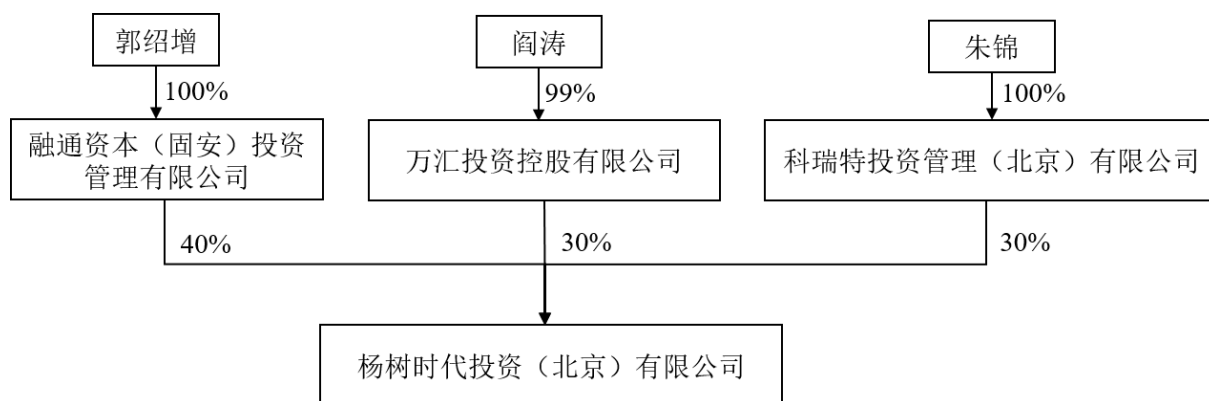 郭绍增
阎涛
朱锦
100%
99%
100%
融通资本（固安）投资
管理有限公司
万汇投资控股有限公司
科瑞特投资管理（北京）有限公司
40%
30%
30%
杨树时代投资（北京）有限公司